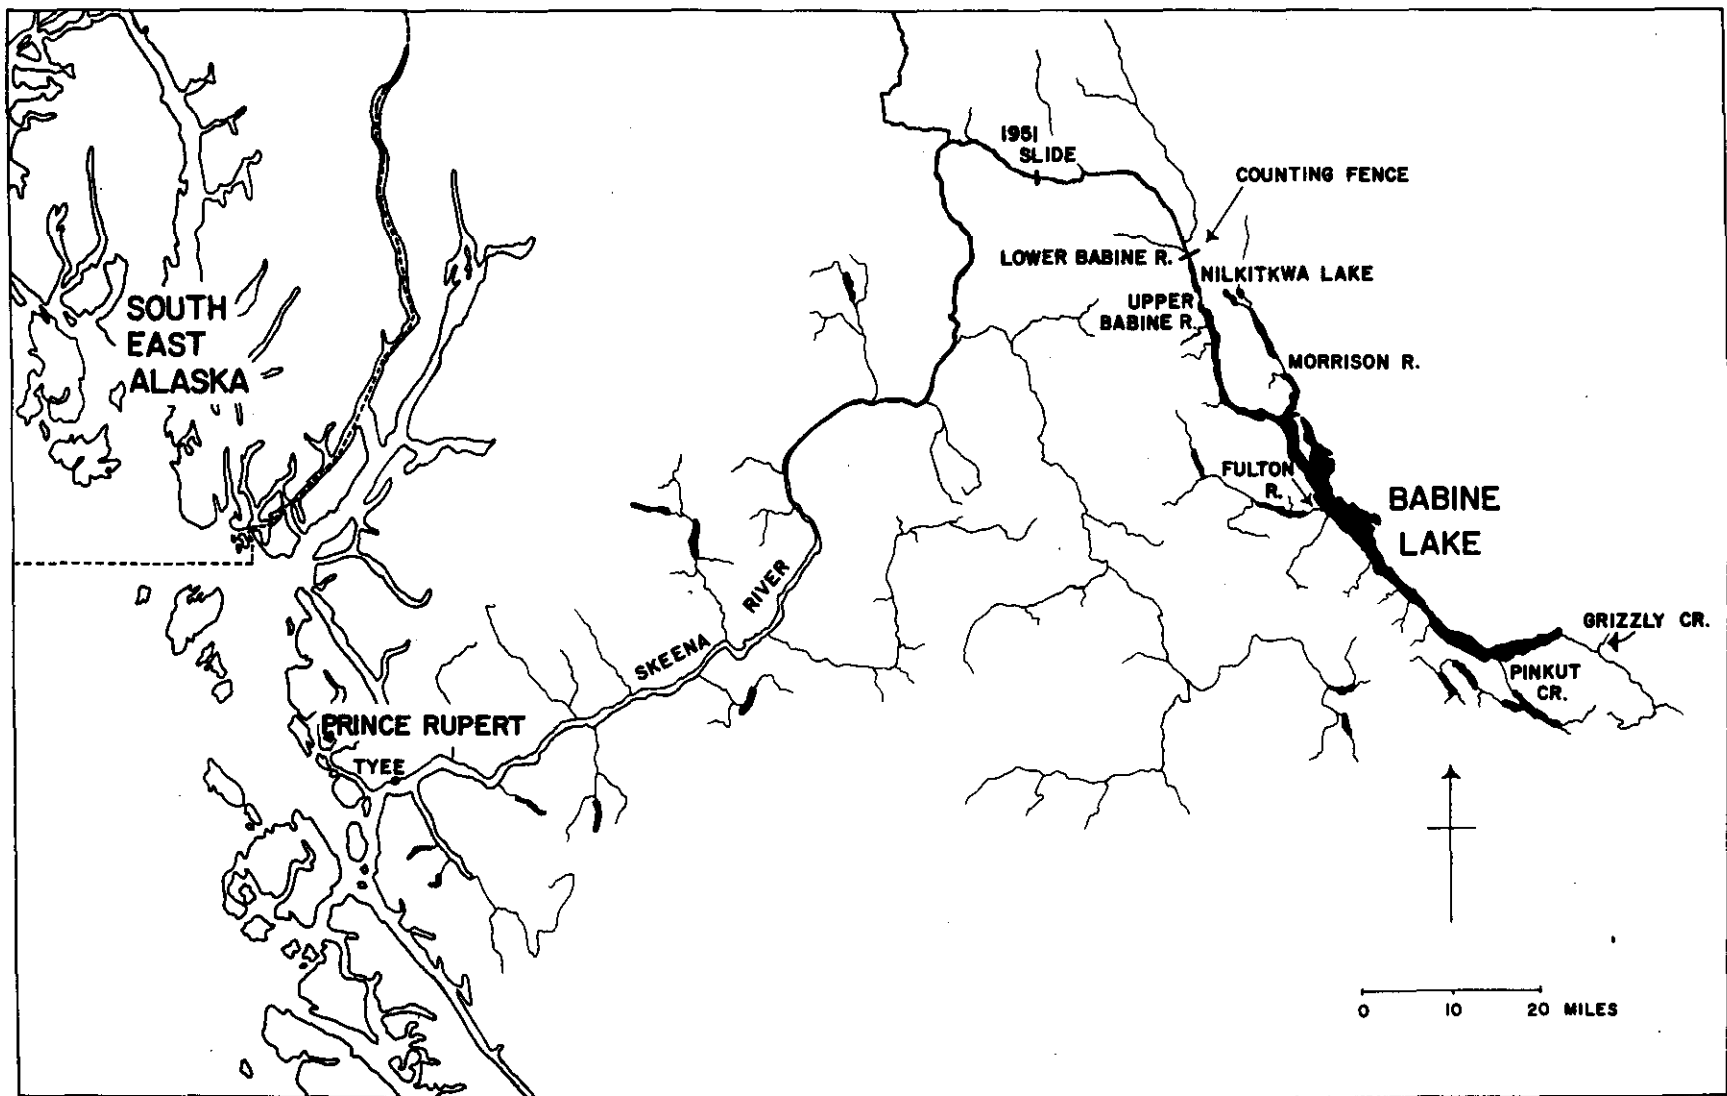 1951
SLIDE
COUNTING FENCE
LOWER BABINE R.
NILKITKWA LAKE
UPPER
BABINE R.
SOUTH
EAST
ALASKA
MORRISON R.
FULTON
R.
BABINE
LAKE
SKEENA RIVER
GRIZZLY CR.
PINKUT
CR.
PRINCE RUPERT
TYEE
0 10 20 MILES